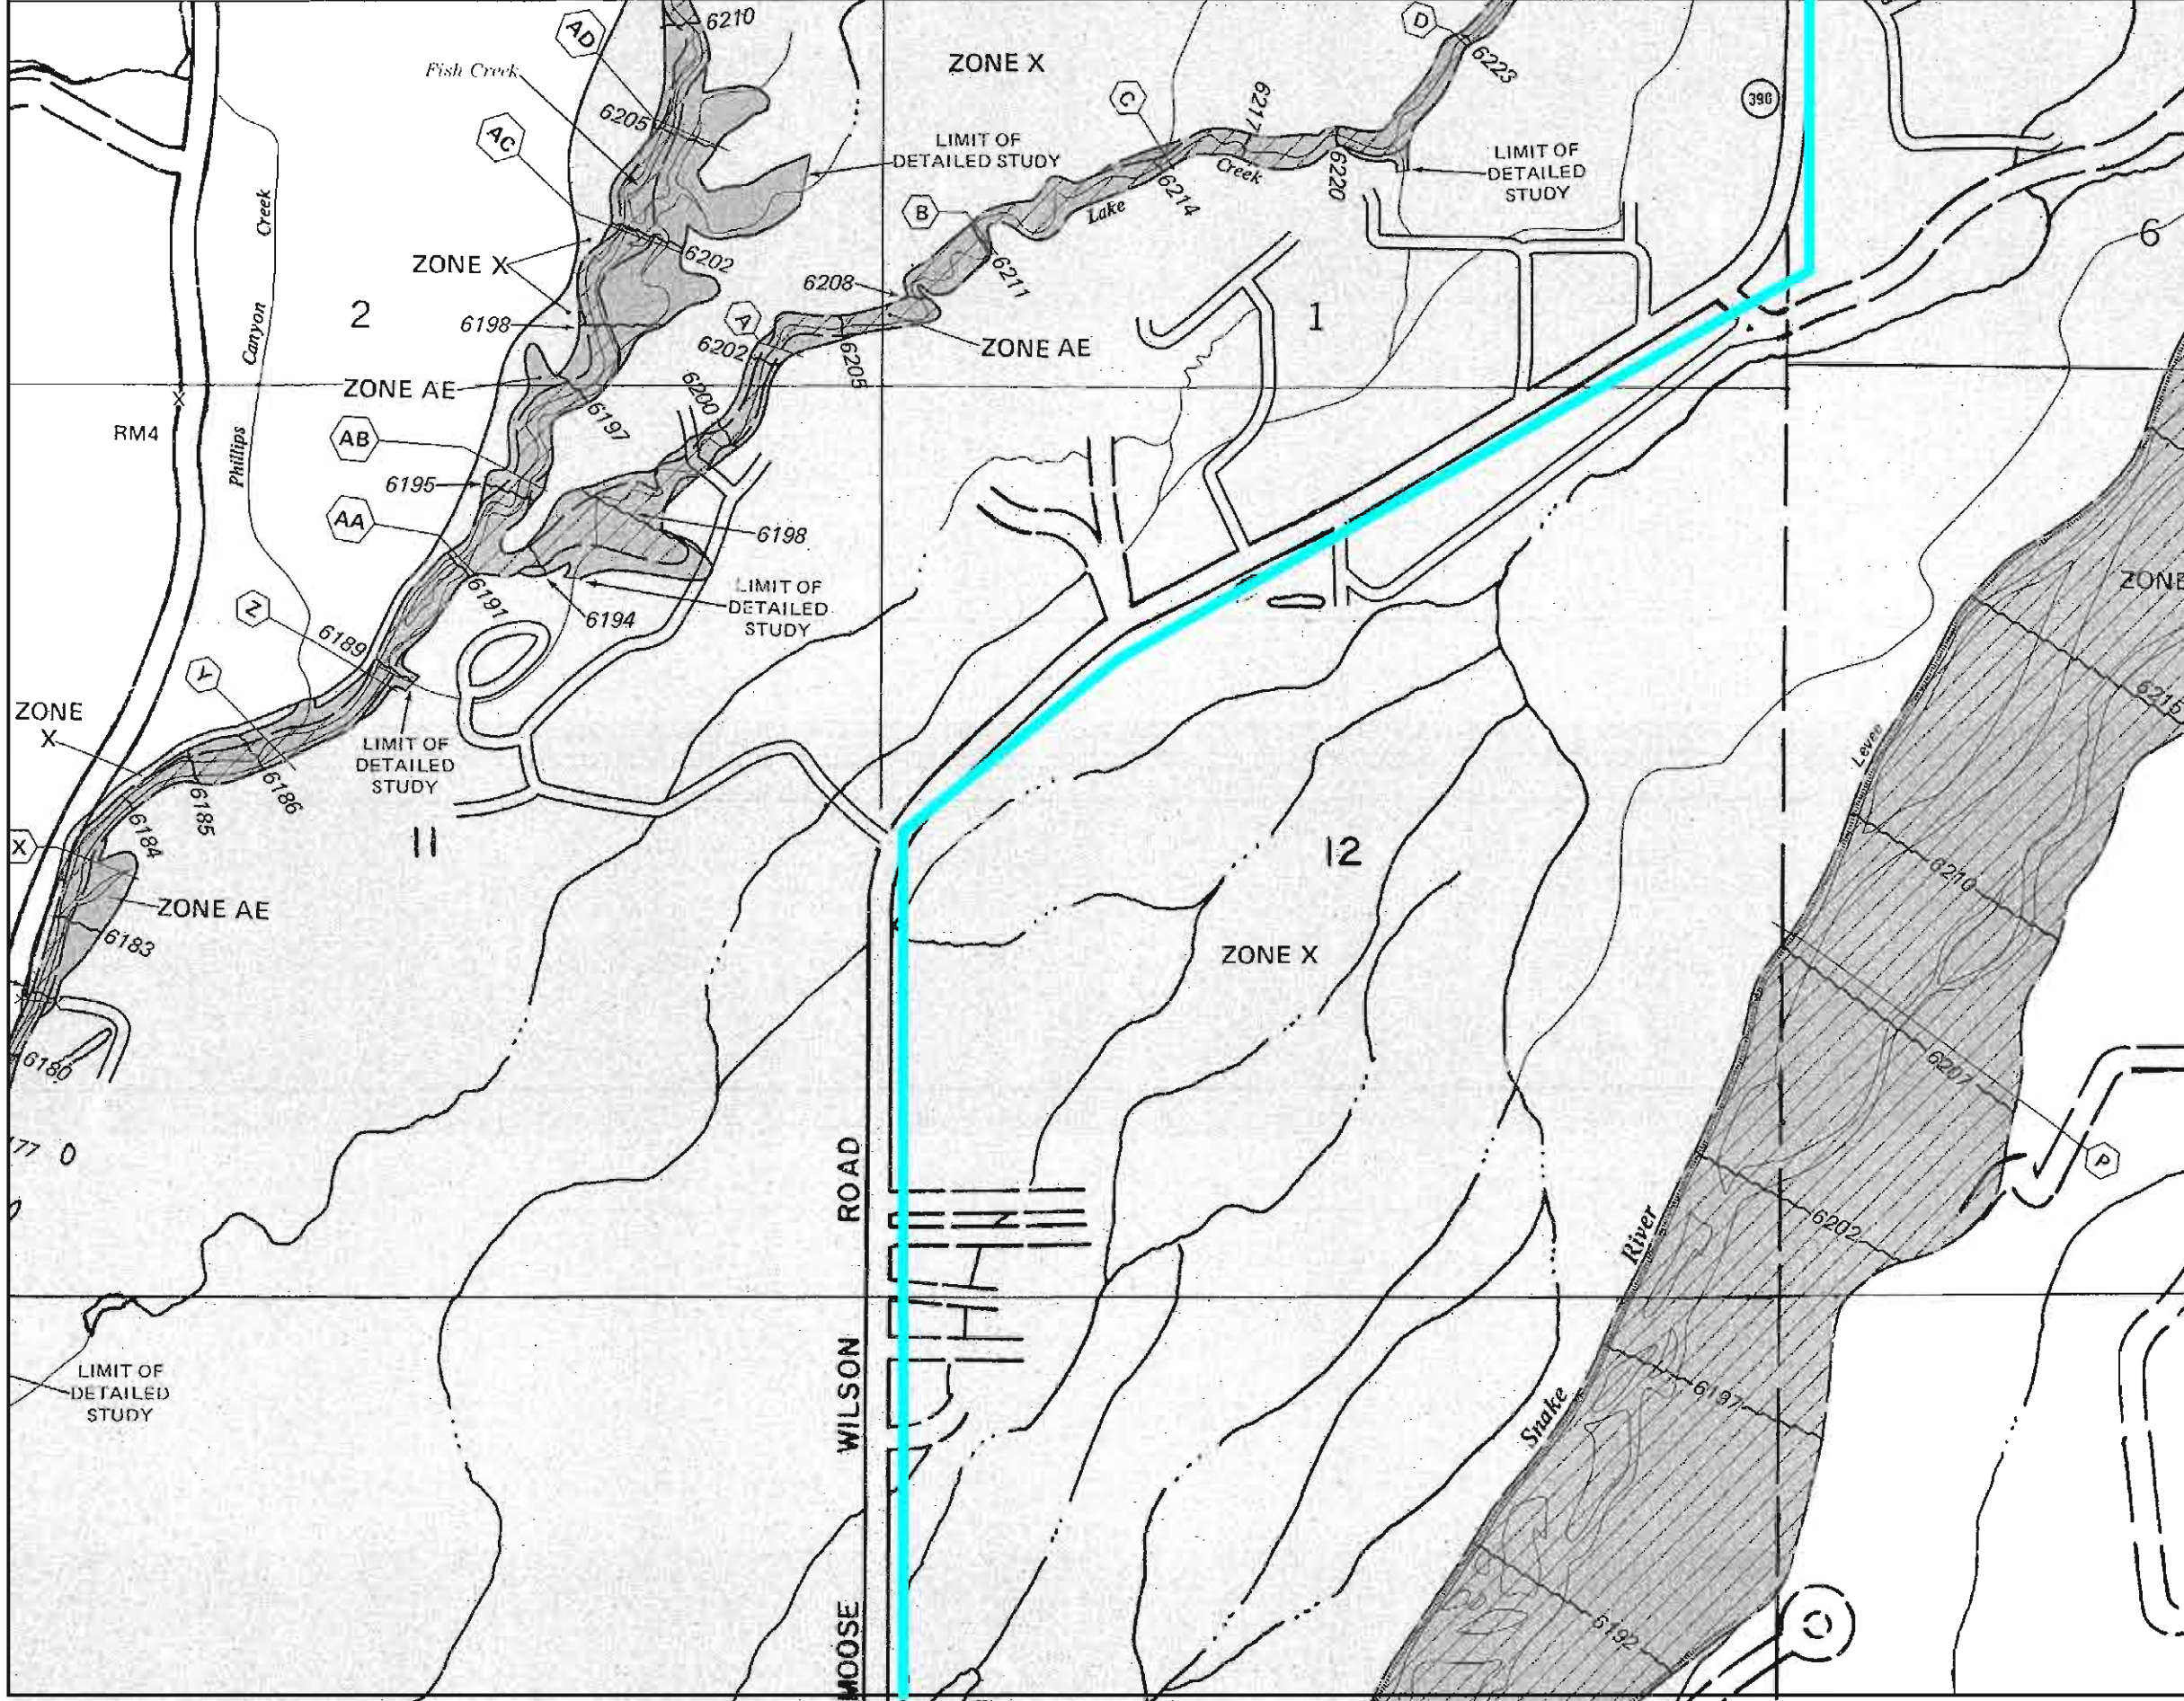 6210
AD
ZONE X
D
6223
Fish Creek
390
C
6217
6205
AC
LIMIT OF
DETAILED STUDY
LIMIT OF
DETAILED
STUDY
Creek
6220
6214
Lake
B
Creek
6
6202
ZONE X
6211
6208
Canyon
2
6198
A
1
6202
ZONE AE
6205
ZONE AE
6200
6197
RM4
AB
Phillips
6195
AA
6198
ZONE
LIMIT OF
DETAILED
STUDY
6191
Z
6194
6189
Y
6215
ZONE
X
Levee
LIMIT OF
DETAILED
STUDY
6186
6185
6184
11
12
X
6210
ZONE AE
6183
ZONE X
6207
6180
77 0
P
ROAD
6202
River
LIMIT OF
DETAILED
STUDY
WILSON
6197
Snake
MOOSE
6192